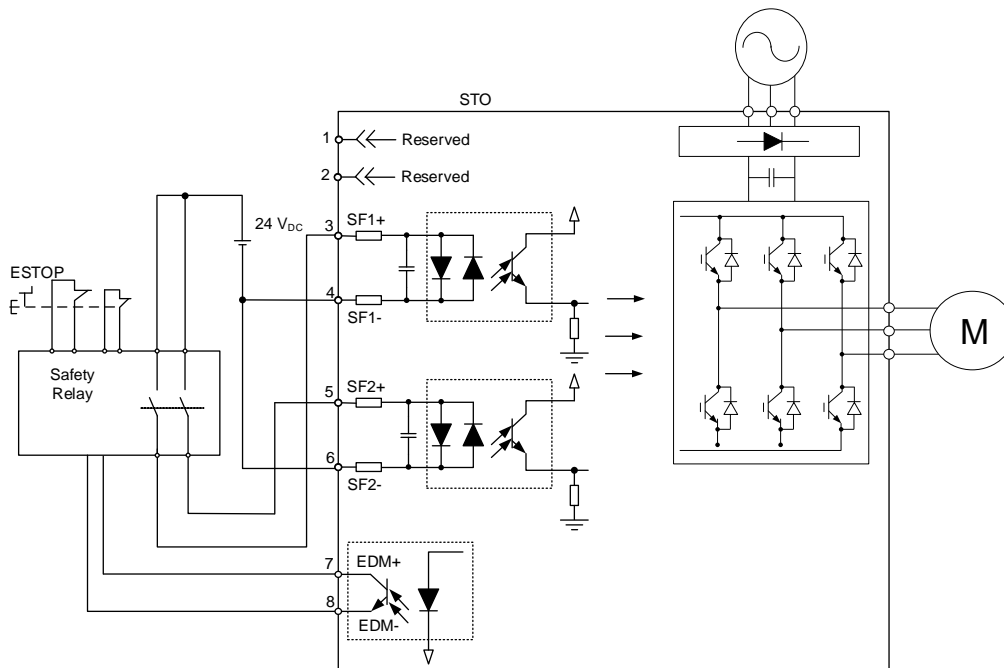 STO
1
Reserved
2
Reserved
24 VDC
3
SF1+
ESTOP
4
SF1-
Safety
Relay
5
SF2+
6
SF2-
7
EDM+
8
EDM-
M